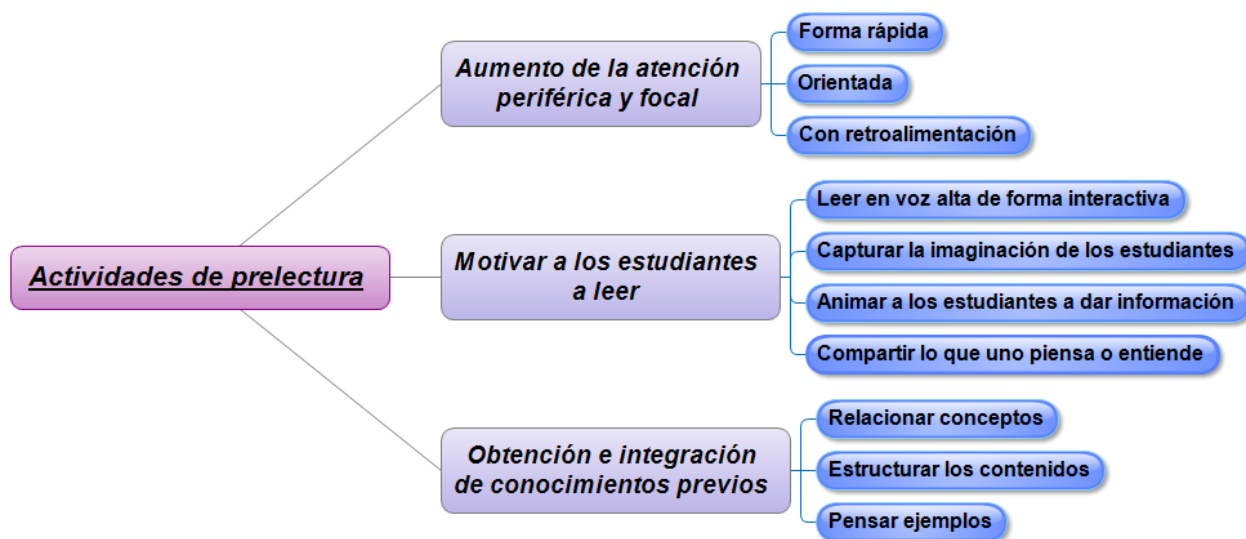 Actividades de prelectura
Aumento de la atención
periférica y focal
Forma rápida
Orientada
Con retroalimentación
Motivar a los estudiantes
a leer
Leer en voz alta de forma interactiva
Capturar la imaginación de los estudiantes
Animar a los estudiantes a dar información
Compartir lo que uno piensa o entiende
Obtención e integración
de conocimientos previos
Relacionar conceptos
Estructurar los contenidos
Pensar ejemplos